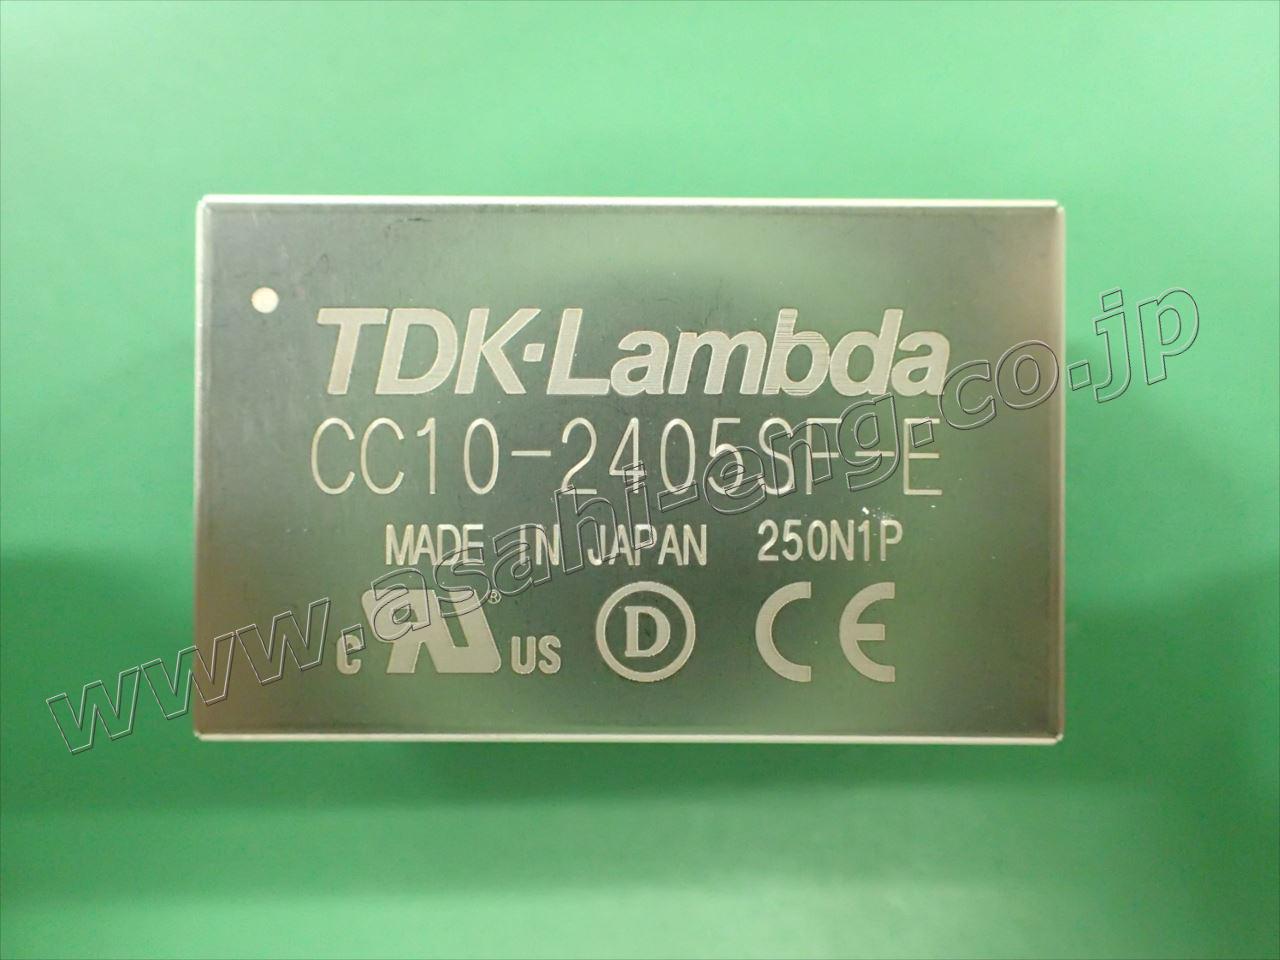 TDK·Lambda
CC10-2405SF-E
MADE IN JAPAN 250N1P
c UR® US D CE
www.asahi-eng.co.jp